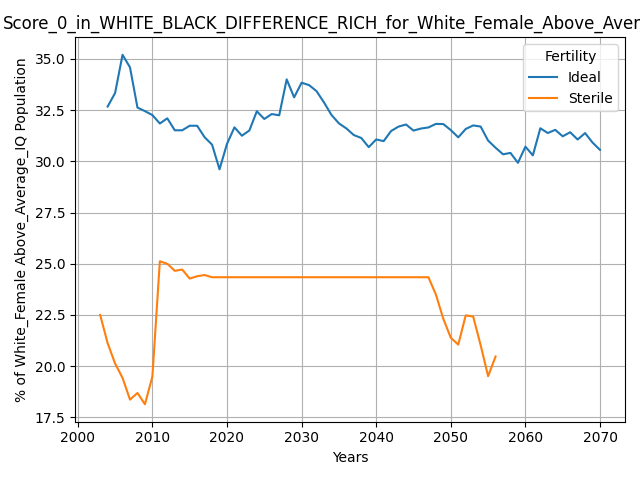 Score_0_in_WHITE_BLACK_DIFFERENCE_RICH_for_White_Female_Above_Aver
Fertility
Ideal
Sterile
% of White_Female Above_Average_IQ Population
35.0
32.5
30.0
27.5
25.0
22.5
20.0
17.5
2000 2010 2020 2030 2040 2050 2060 2070
Years